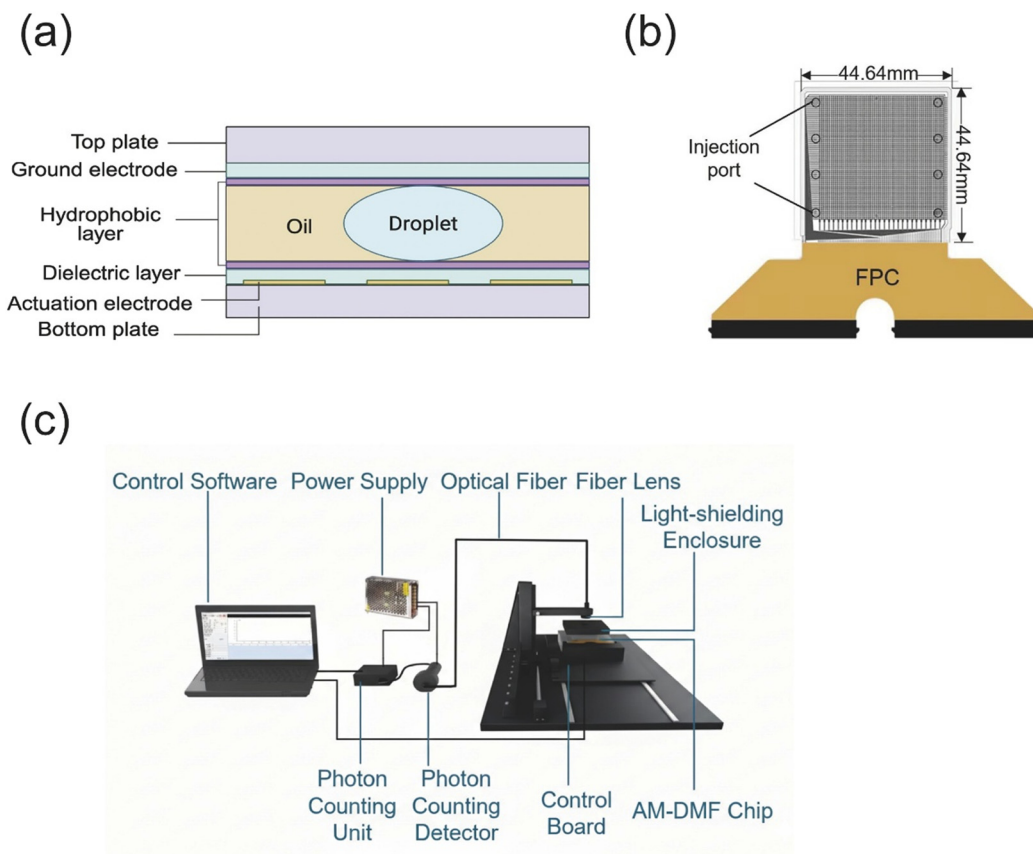 (a)
Top plate
Ground electrode
Hydrophobic
layer
Oil
Droplet
Dielectric layer
Actuation electrode
Bottom plate
(b)
44.64mm
44.64mm
Injection
port
FPC
(c)
Control Software
Power Supply
Optical Fiber
Fiber Lens
Light-shielding
Enclosure
Photon
Counting
Unit
Photon
Counting
Detector
Control
Board
AM-DMF Chip